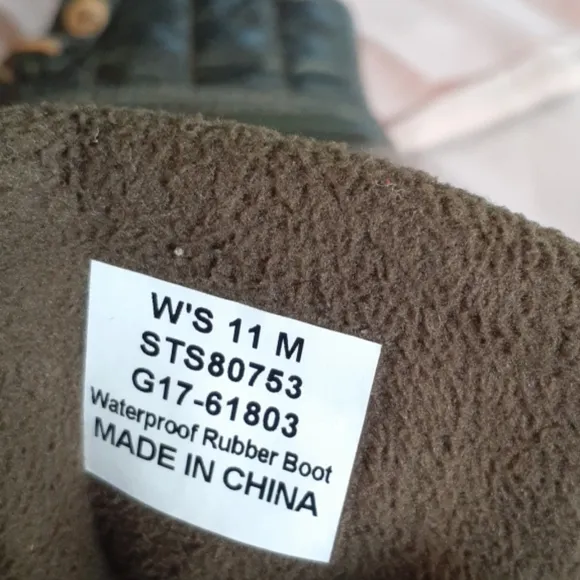 W'S 11 M
STS80753
G17-61803
Waterproof Rubber Boot
MADE IN CHINA